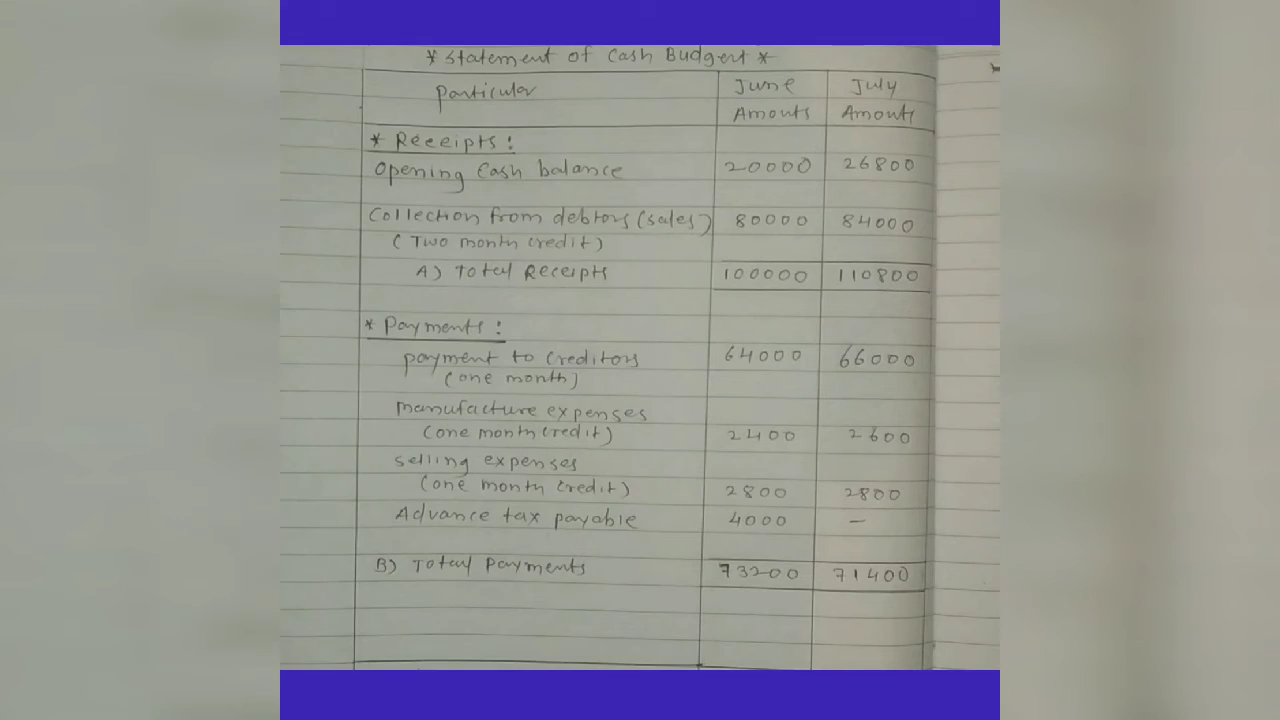 * Statement of Cash Budgert *
Particular June July
Amouts Amounts
* Receipts :
Opening Cash balance 20000 26800
Collection from debtors (sales) 80000 84000
(Two month credit)
A) Total Receipts 100000 110800
* Payments :
payment to creditors 64000 66000
(one month)
manufacture expenses
(one month credit) 2400 2600
selling expenses
(one month credit) 2800 2800
Advance tax payable 4000 –
B) Total Payments 73200 71400